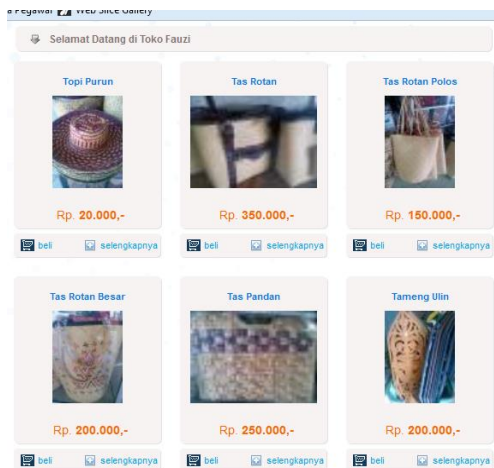 Web Slice Gallery
Selamat Datang di Toko Fauzi
Topi Purun
Tas Rotan
Tas Rotan Polos
Rp. 20.000,-
Rp. 350.000,-
Rp. 150.000,-
beli selengkapnya
beli selengkapnya
beli selengkapnya
Tas Rotan Besar
Tas Pandan
Tameng Ulin
Rp. 200.000,-
Rp. 250.000,-
Rp. 200.000,-
beli selengkapnya
beli selengkapnya
beli selengkapnya